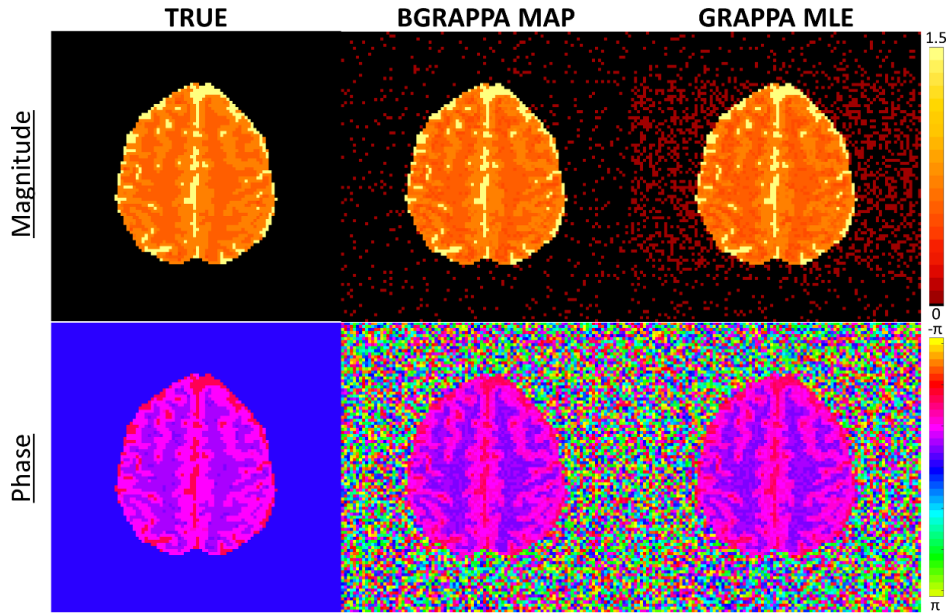 TRUE BGRAPPA MAP GRAPPA MLE
1.5
Magnitude
0
-π
Phase
π